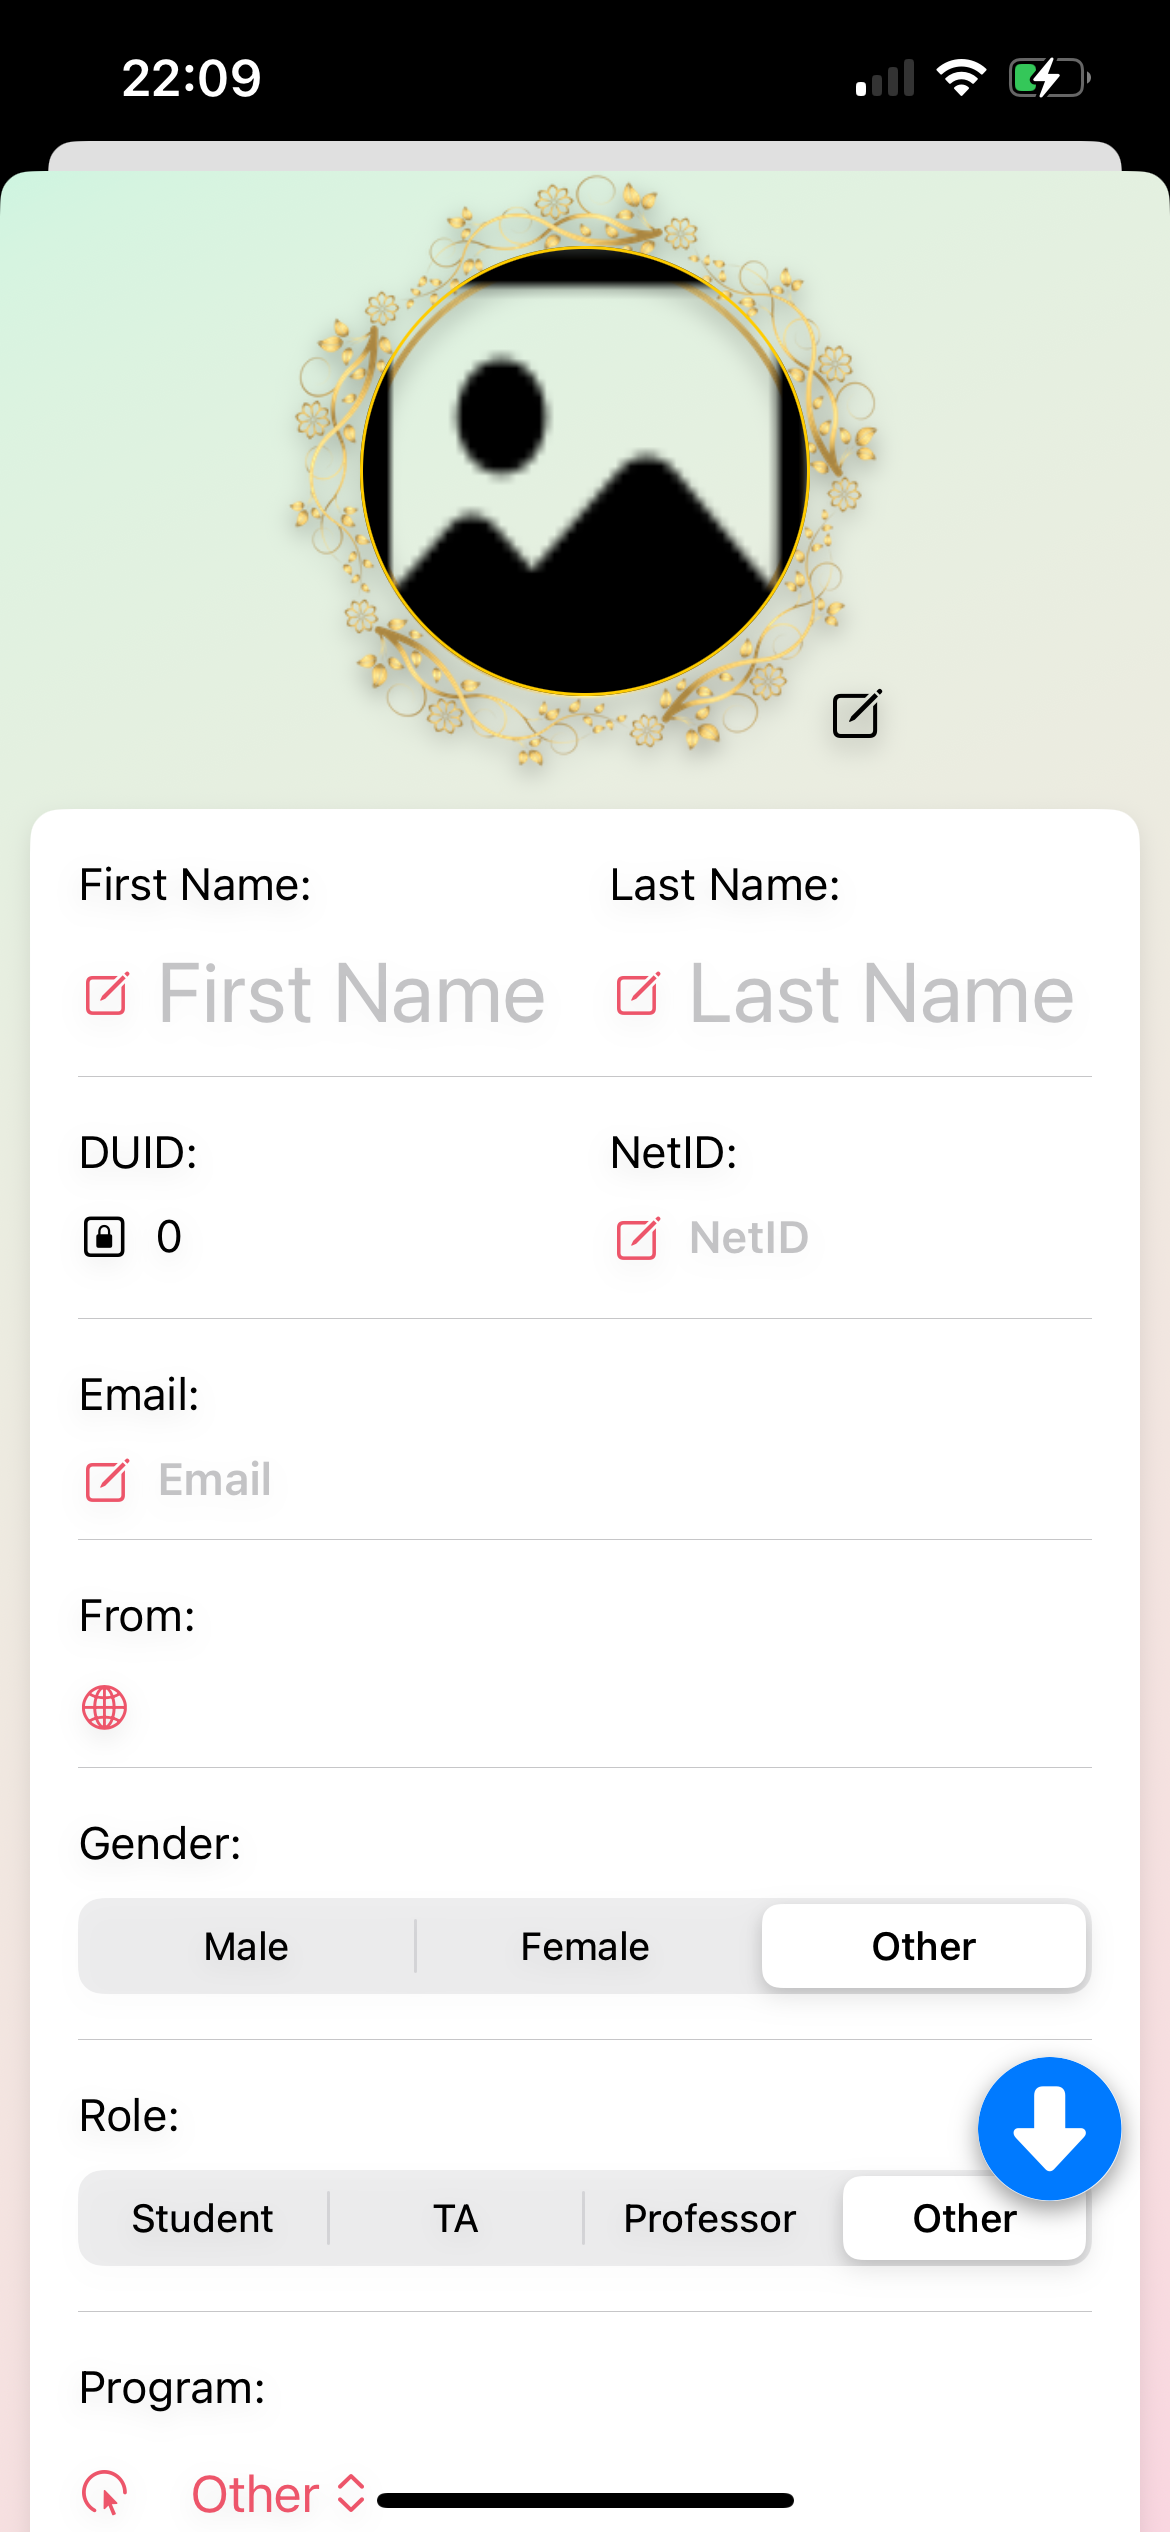 22:09
First Name: Last Name:
First Name Last Name
DUID: NetID:
0 NetID
Email:
Email
From:
Gender:
Male Female Other
Role:
Student TA Professor Other
Program:
Other